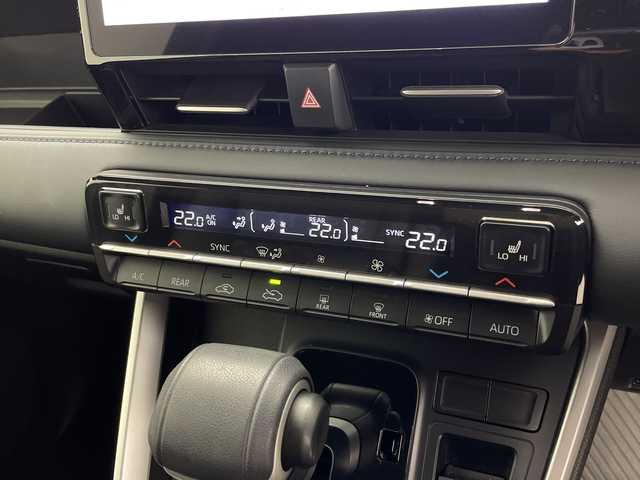 LO HI
22.0 A/C ON REAR 22.0 SYNC 22.0
LO HI
SYNC
A/C REAR REAR FRONT OFF AUTO